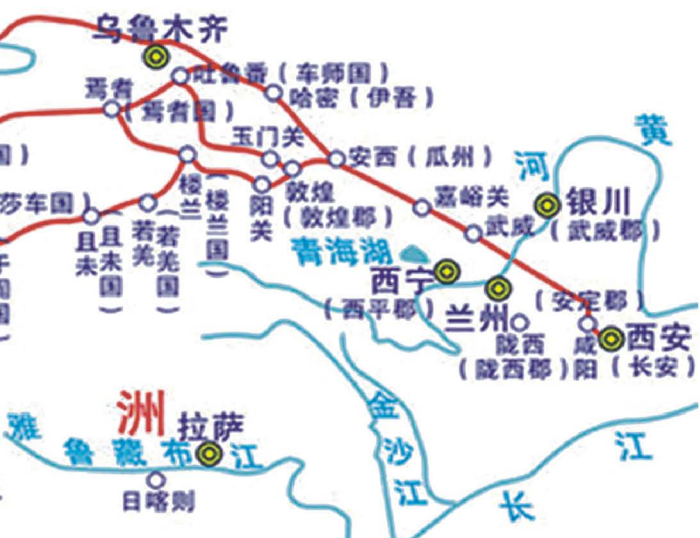 乌鲁木齐
吐鲁番(车师国)
焉耆
(焉耆国)
哈密(伊吾)
玉门关
安西(瓜州)
国)
楼兰
(楼兰国)
阳关
敦煌
(敦煌郡)
嘉峪关
武威(武威郡)
河
黄
银川
莎车国)
且末
(且末国)
若羌
(若羌国)
青海湖
西宁
(西平郡)
兰州
(安定郡)
陇西
(陇西郡)
咸阳
西安
(长安)
洲
拉萨
雅鲁藏布江
日喀则
金沙江
长江